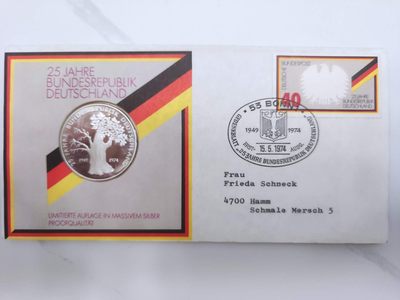 25 JAHRE
BUNDESREPUBLIK
DEUTSCHLAND
1949 1974
LIMITIERTE AUFLAGE IN MASSIVEM SILBER
PROOFQUALITÄT
DEUTSCHE BUNDESPOST
40
25 JAHRE
BUNDESREPUBLIK
DEUTSCHLAND
53 BONN
1949 1974
15.5.1974
25 JAHRE BUNDESREPUBLIK DEUTSCHLAND
Frau
Frieda Schneck
4700 Hamm
Schmale Mersch 5